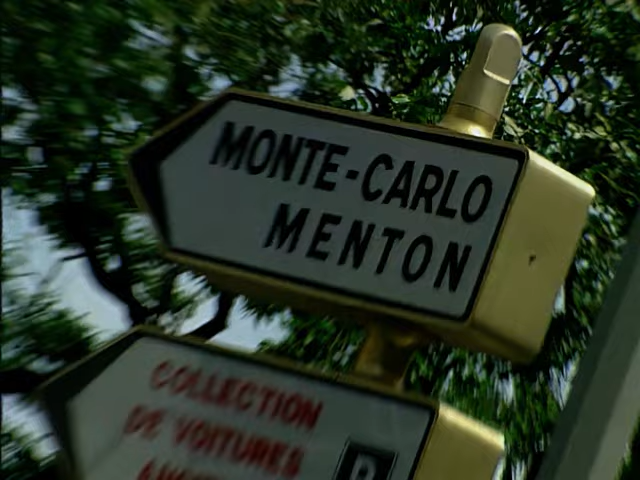 MONTE-CARLO
MENTON
COLLECTION
DE VOITURES
P